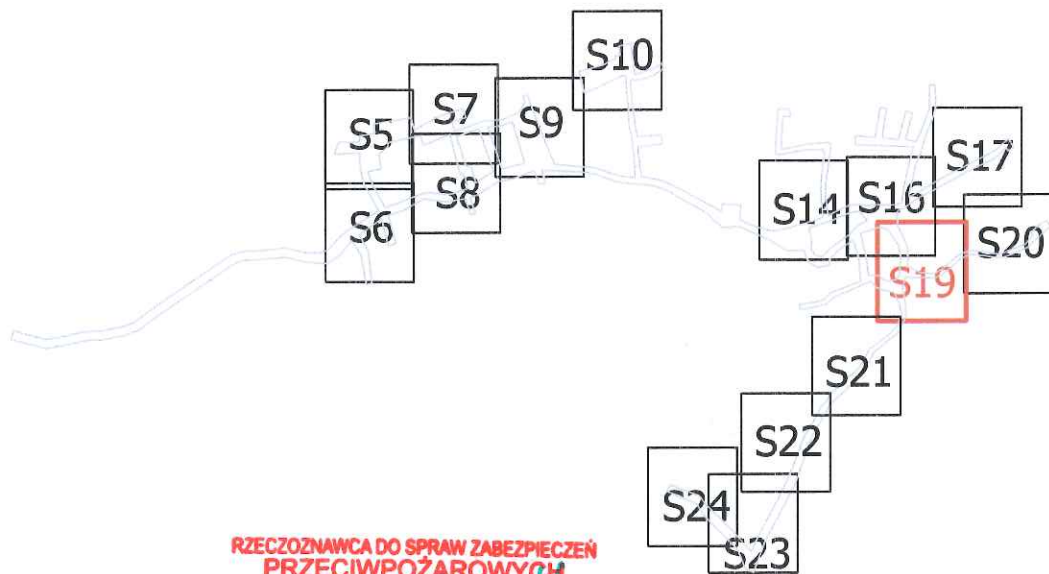 S10
S7
S5
S9
S8
S6
S17
S16
S14
S20
S19
S21
S22
S24
S23
RZECZOZNAWCA DO SPRAW ZABEZPIECZEŃ
PRZECIWPOŻAROWYCH